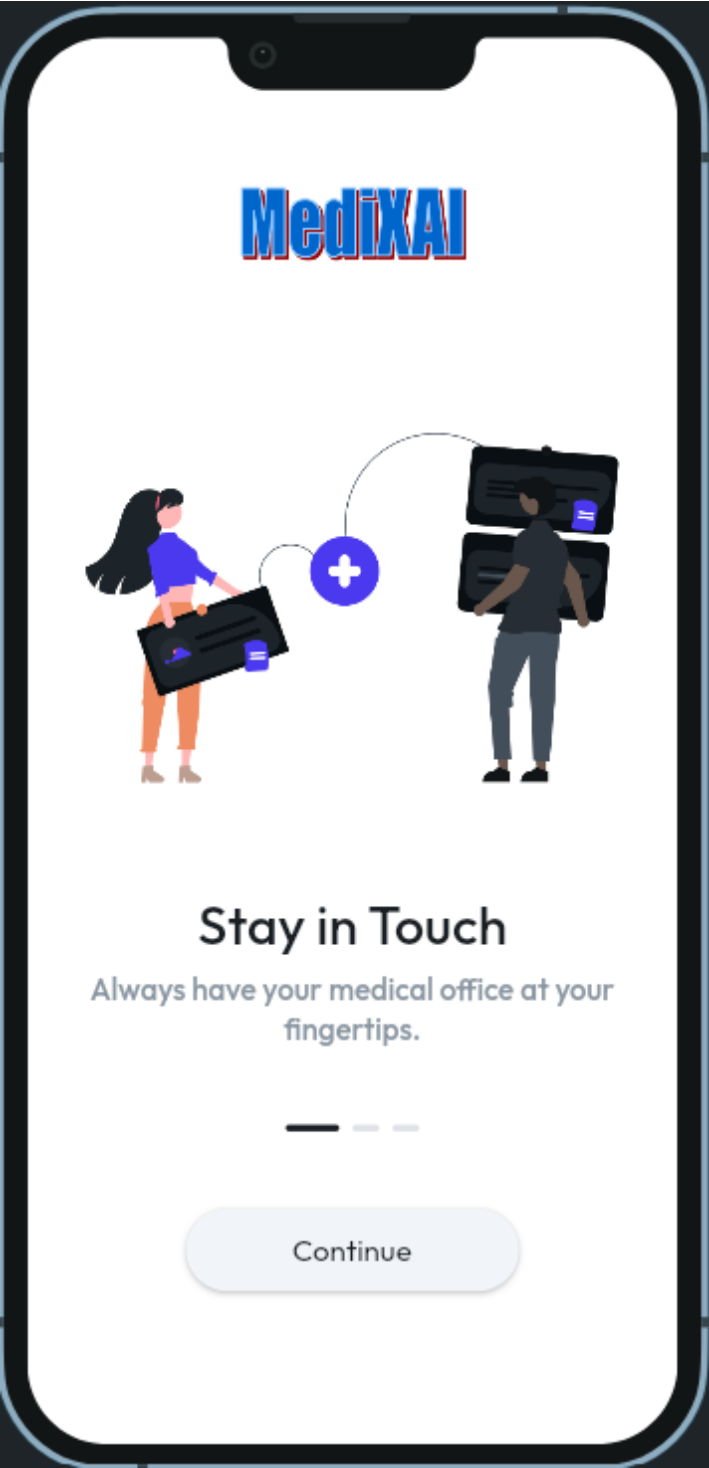 MediXAI
Stay in Touch
Always have your medical office at your
fingertips.
Continue